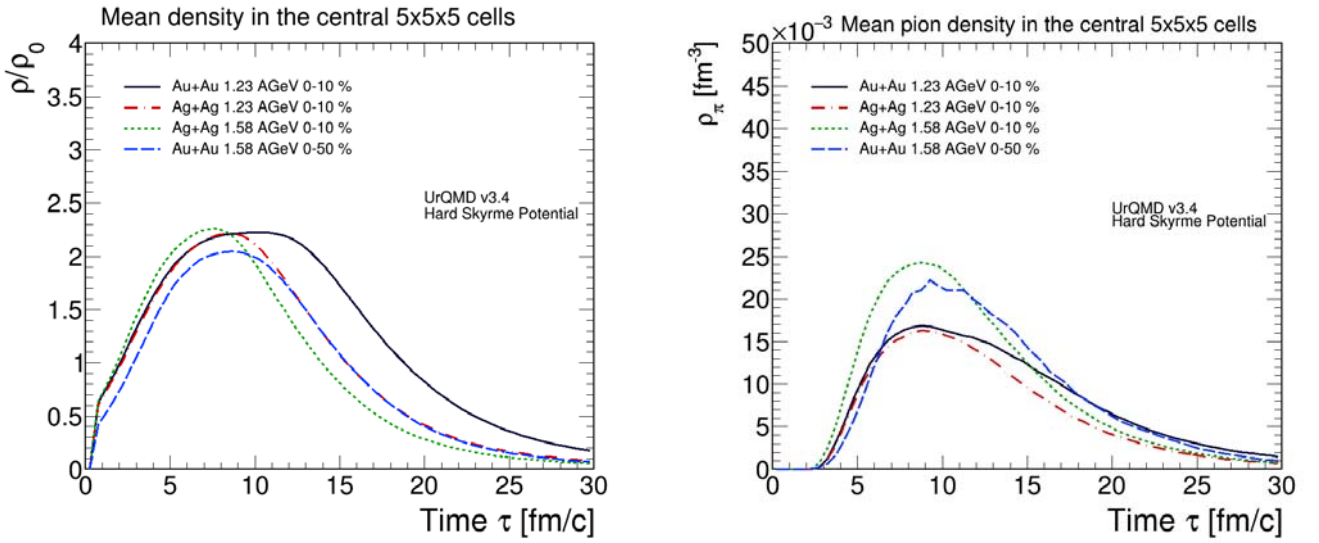 Mean density in the central 5x5x5 cells
ρ/ρ₀
4
3.5
3
2.5
2
1.5
1
0.5
0
Au+Au 1.23 AGeV 0-10 %
Ag+Ag 1.23 AGeV 0-10 %
Ag+Ag 1.58 AGeV 0-10 %
Au+Au 1.58 AGeV 0-50 %
UrQMD v3.4
Hard Skyrme Potential
0 5 10 15 20 25 30
Time τ [fm/c]
×10⁻³ Mean pion density in the central 5x5x5 cells
ρπ [fm⁻³]
50
45
40
35
30
25
20
15
10
5
0
Au+Au 1.23 AGeV 0-10 %
Ag+Ag 1.23 AGeV 0-10 %
Ag+Ag 1.58 AGeV 0-10 %
Au+Au 1.58 AGeV 0-50 %
UrQMD v3.4
Hard Skyrme Potential
0 5 10 15 20 25 30
Time τ [fm/c]